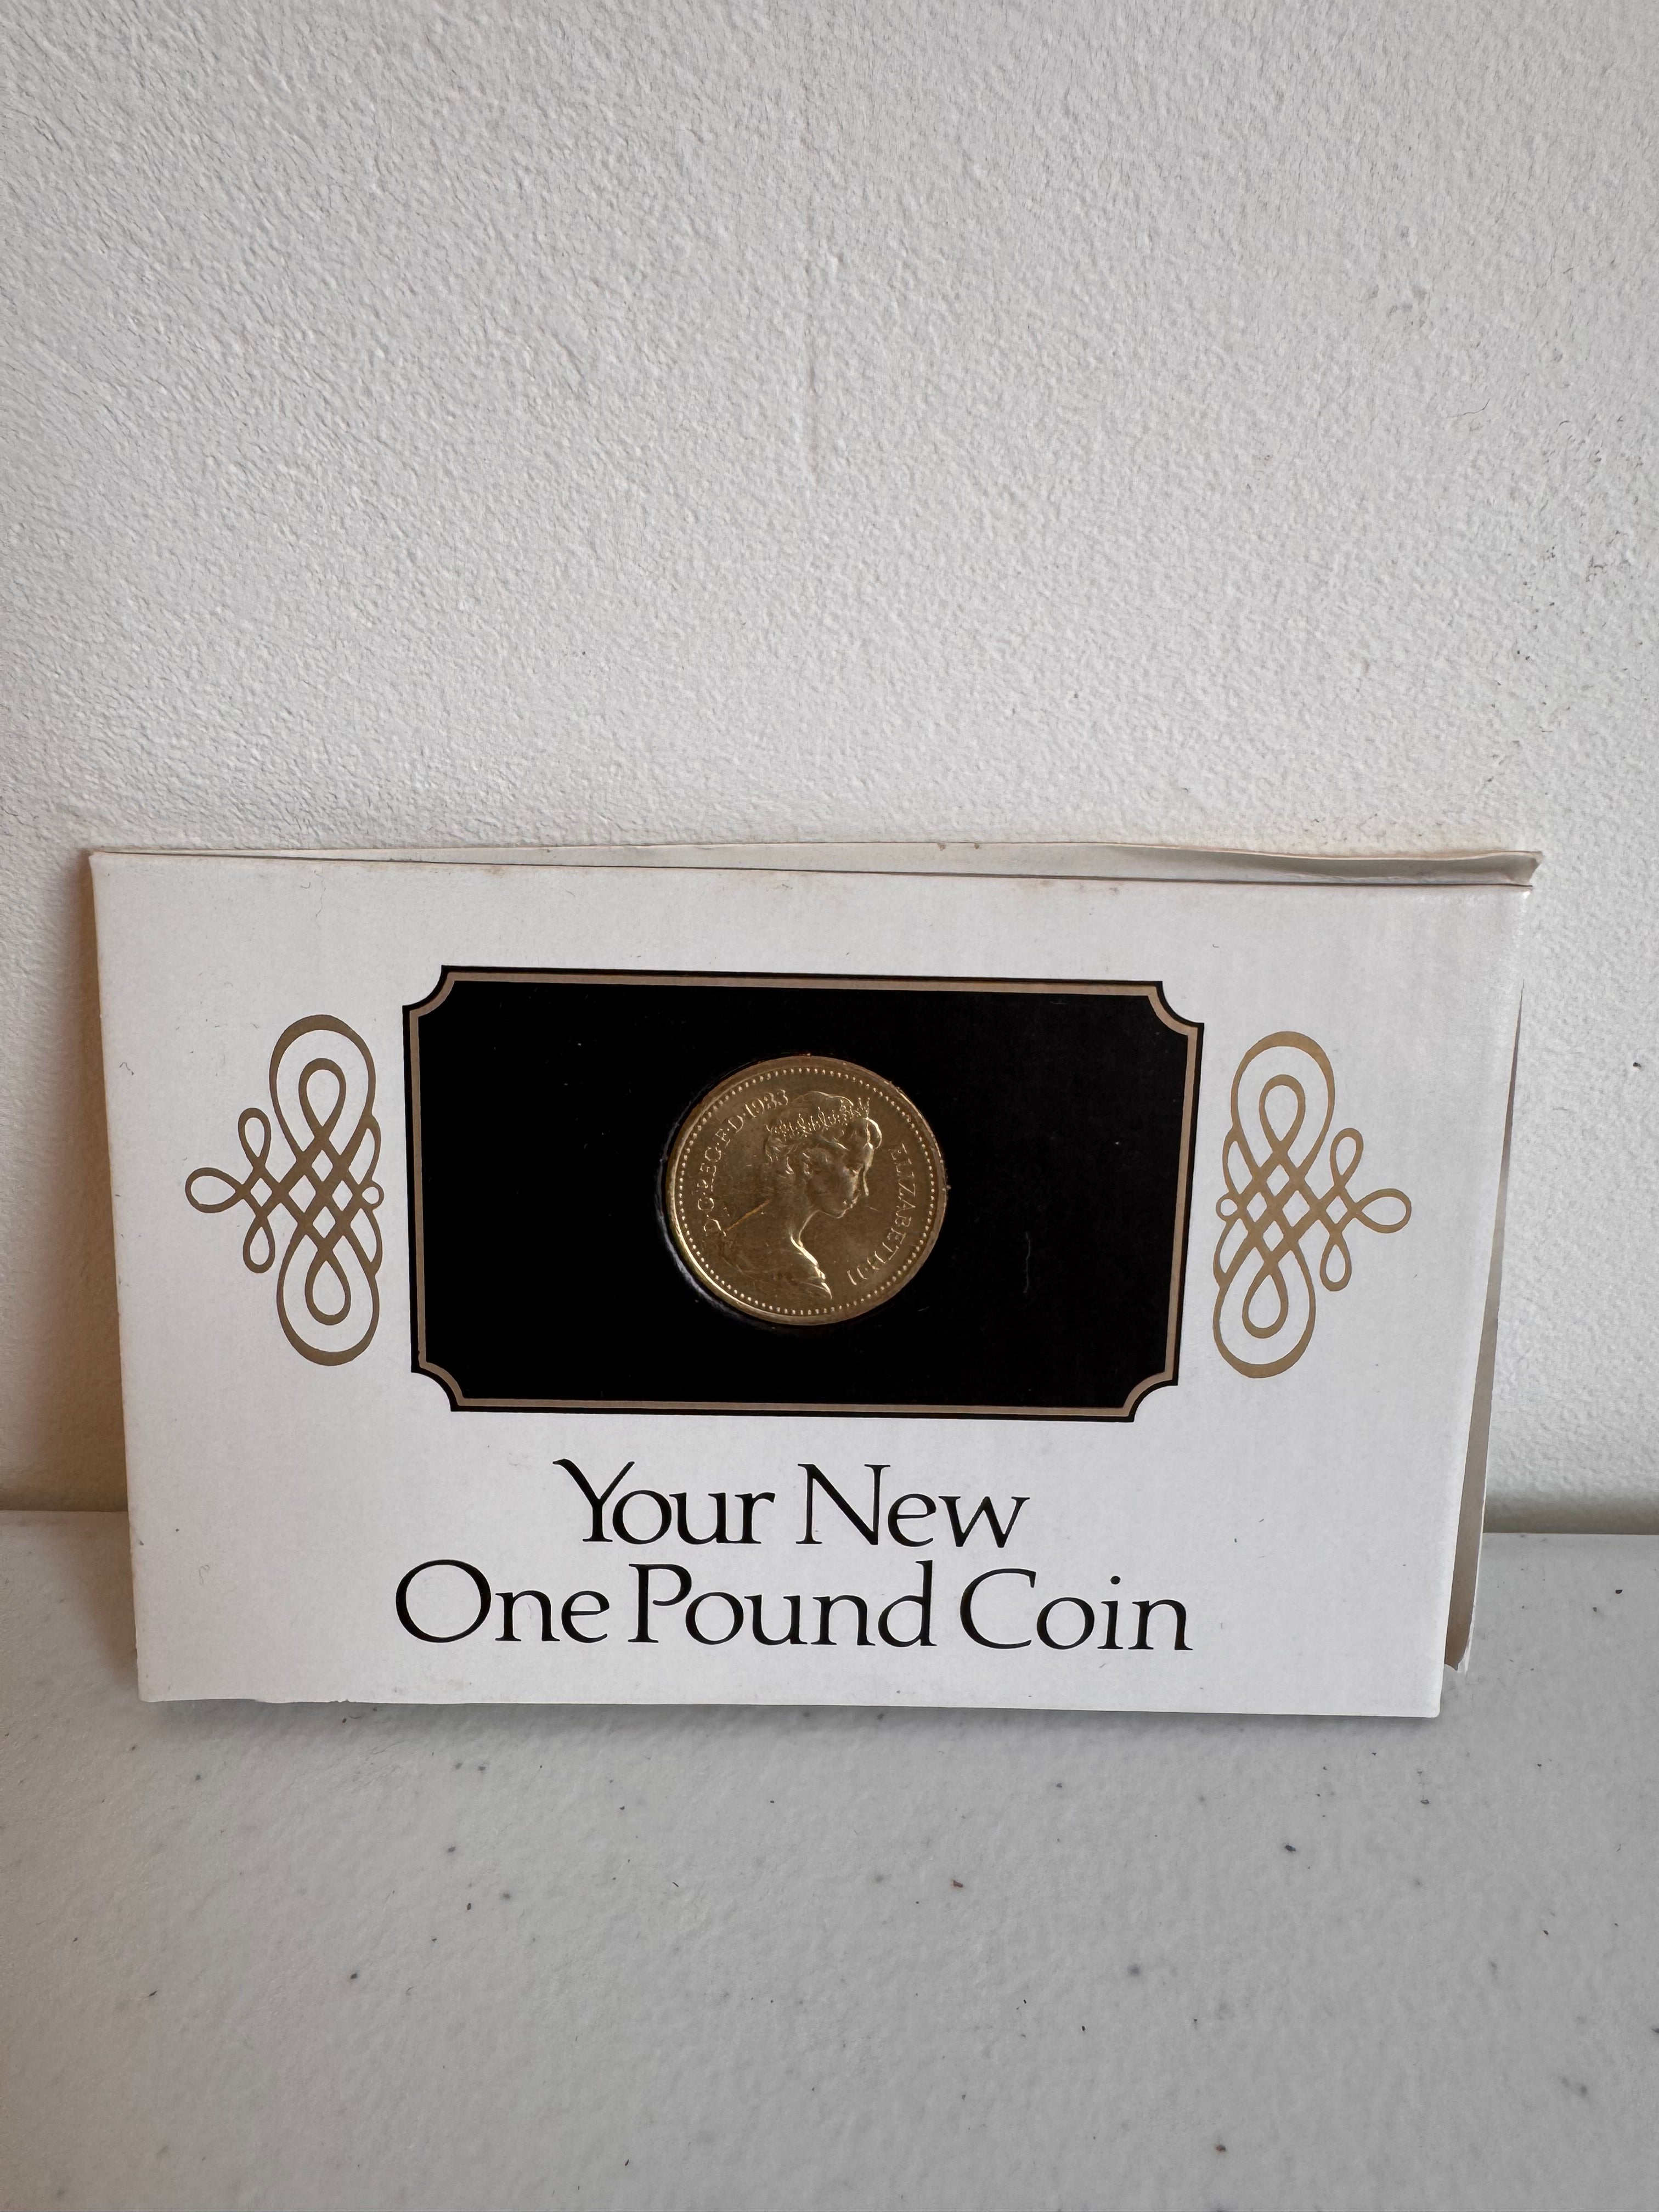 D·G·REG·F·D·1983
ELIZABETH II
Your New
One Pound Coin